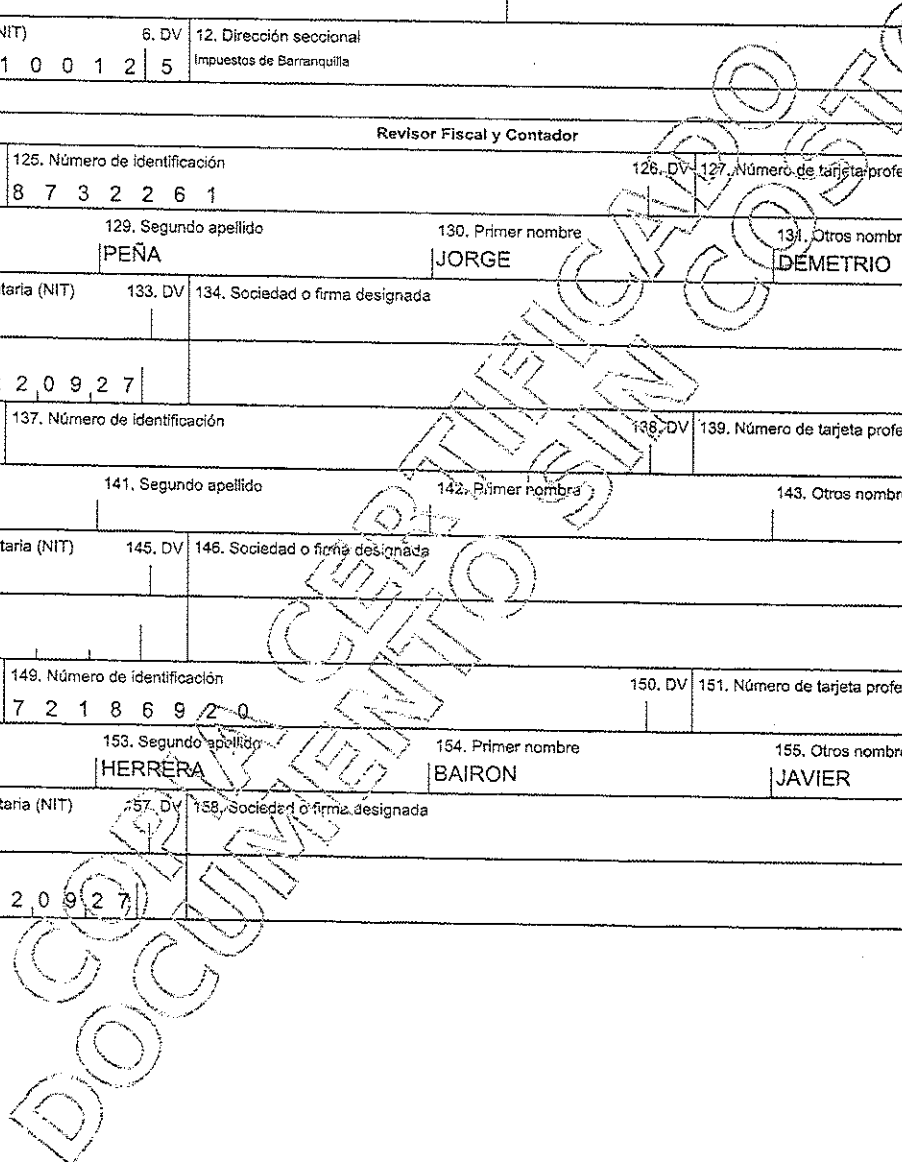 NIT) 6. DV 12. Dirección seccional
1 0 0 1 2 5 Impuestos de Barranquilla
Revisor Fiscal y Contador
125. Número de identificación 126. DV 127. Número de tarjeta profe
8 7 3 2 2 6 1
129. Segundo apellido 130. Primer nombre 131. Otros nombr
PEÑA JORGE DEMETRIO
taria (NIT) 133. DV 134. Sociedad o firma designada
2 0 9 2 7
137. Número de identificación 138. DV 139. Número de tarjeta profe
141. Segundo apellido 142. Primer nombre 143. Otros nombre
taria (NIT) 145. DV 146. Sociedad o firma designada
149. Número de identificación 150. DV 151. Número de tarjeta profe
7 2 1 8 6 9 2 0
153. Segundo apellido 154. Primer nombre 155. Otros nombre
HERRERA BAIRON JAVIER
taria (NIT) 157. DV 158. Sociedad o firma designada
2 0 9 2 7
COPIA CERTIFICADO
DOCUMENTO SIN COSTO